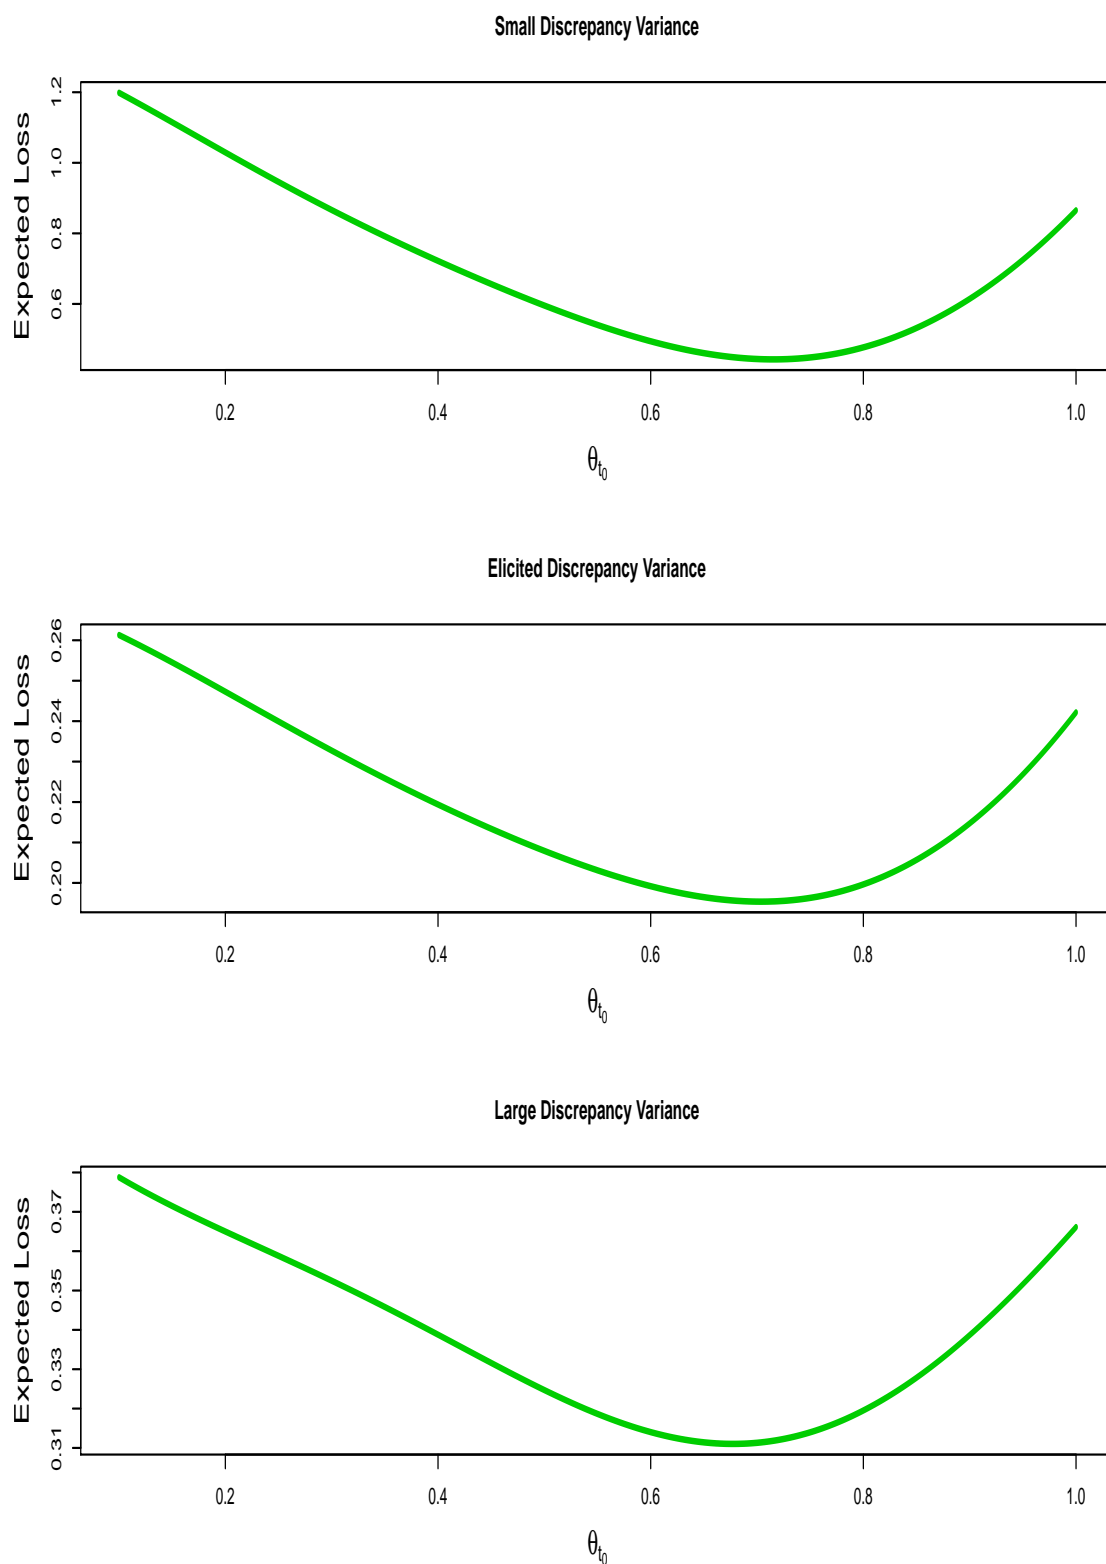 Small Discrepancy Variance
Expected Loss
1.2
1.0
0.8
0.6
0.2 0.4 0.6 0.8 1.0
θt0
Elicited Discrepancy Variance
Expected Loss
0.26
0.24
0.22
0.20
0.2 0.4 0.6 0.8 1.0
θt0
Large Discrepancy Variance
Expected Loss
0.37
0.35
0.33
0.31
0.2 0.4 0.6 0.8 1.0
θt0